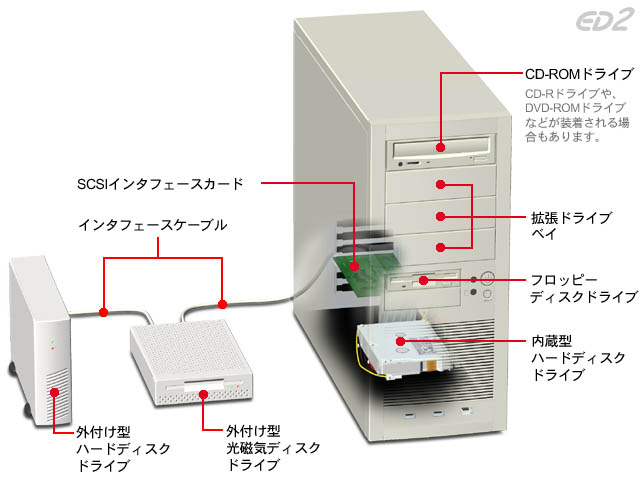 ED2
CD-ROMドライブ
CD-Rドライブや、
DVD-ROMドライブ
などが装着される場
合もあります。
SCSIインタフェースカード
インタフェースケーブル
拡張ドライブ
ベイ
フロッピー
ディスクドライブ
内蔵型
ハードディスク
ドライブ
外付け型
ハードディスク
ドライブ
外付け型
光磁気ディスク
ドライブ